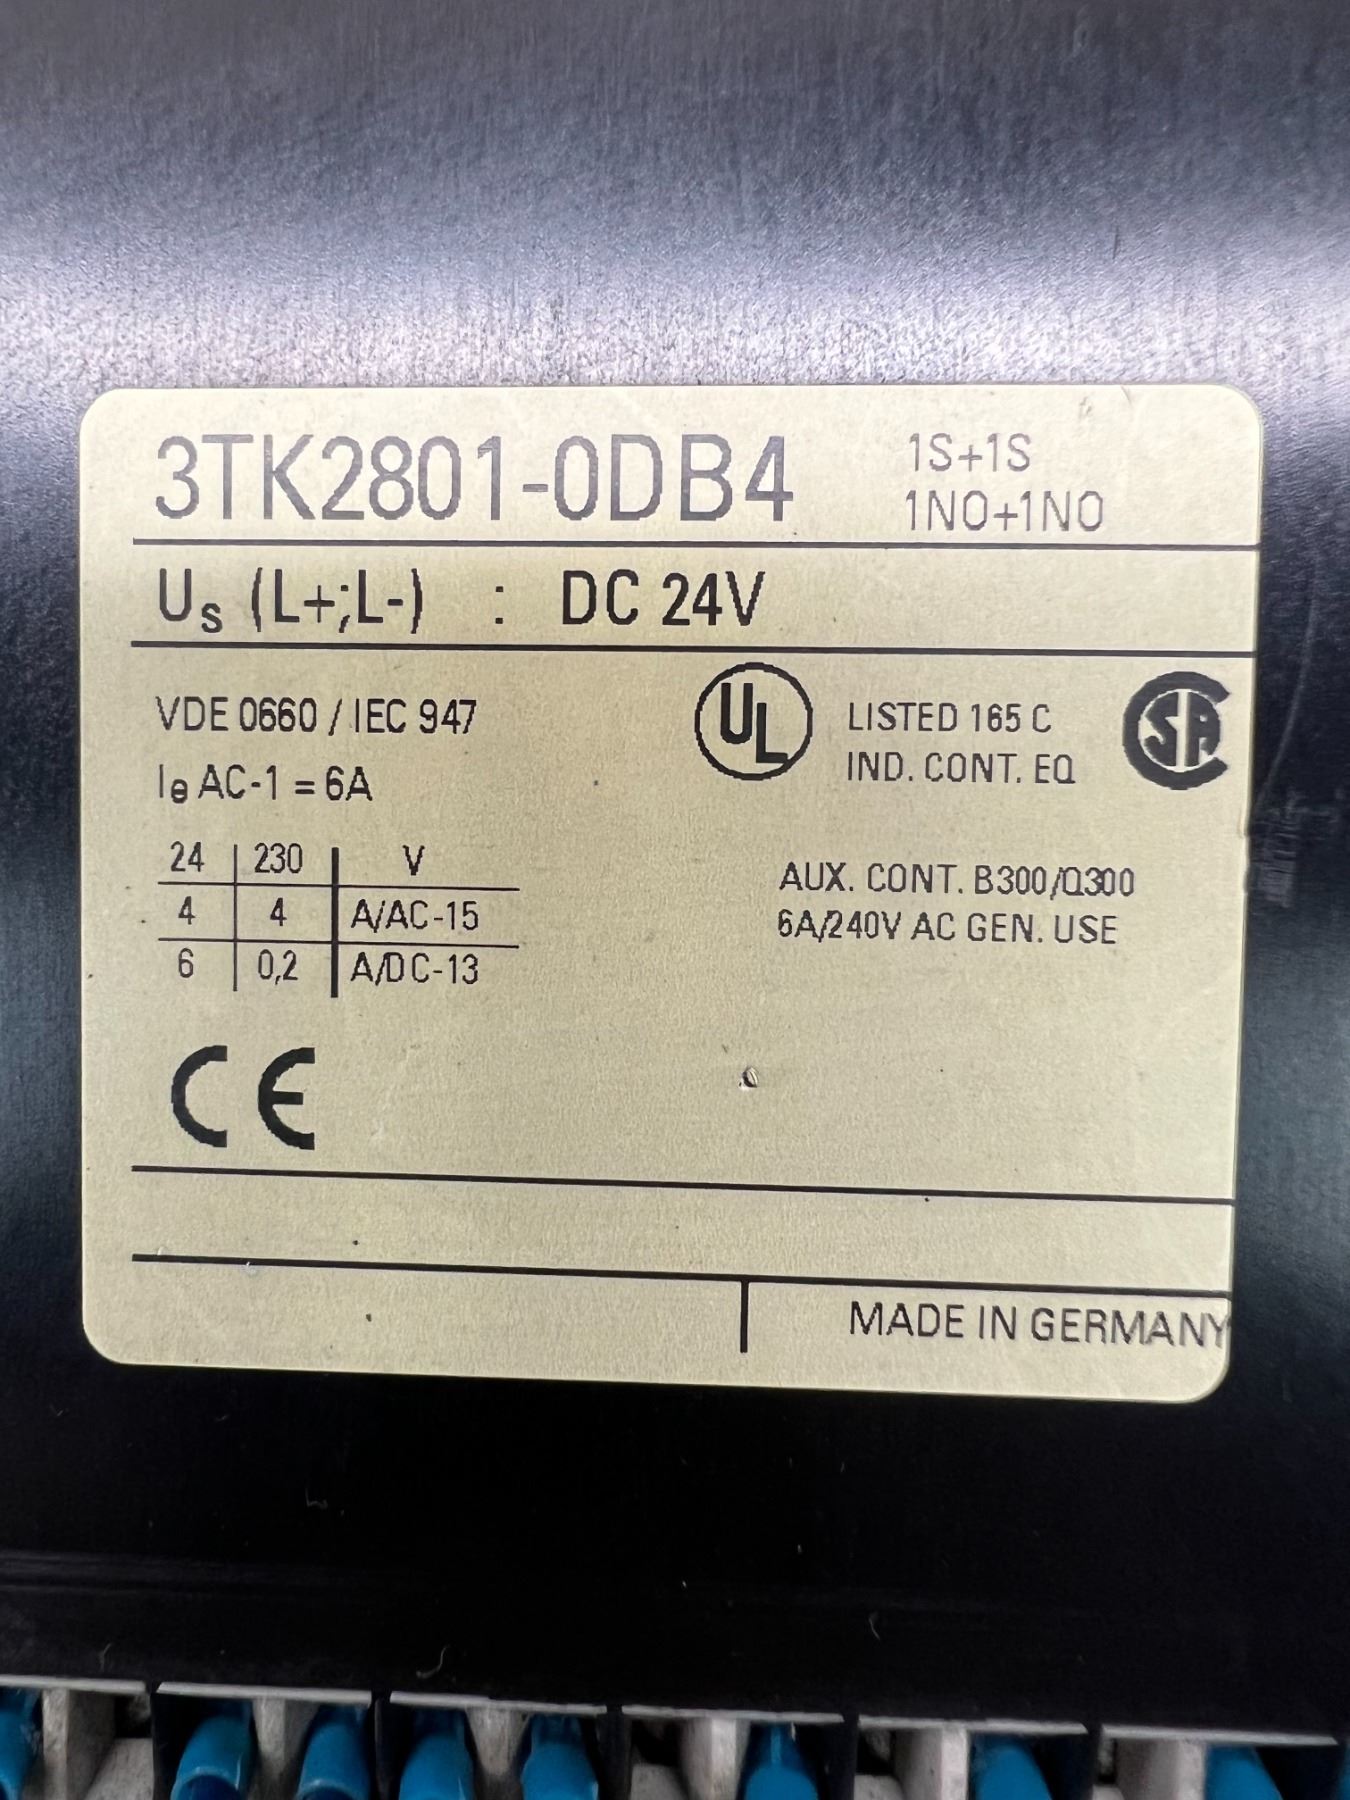 3TK2801-0DB4
1S+1S
1NO+1NO
Us (L+;L-) : DC 24V
VDE 0660 / IEC 947
Ie AC-1 = 6A
UL
LISTED 165 C
IND. CONT. EQ
CSA
24 230 V
4 4 A/AC-15
6 0,2 A/DC-13
AUX. CONT. B300/Q300
6A/240V AC GEN. USE
CE
MADE IN GERMANY